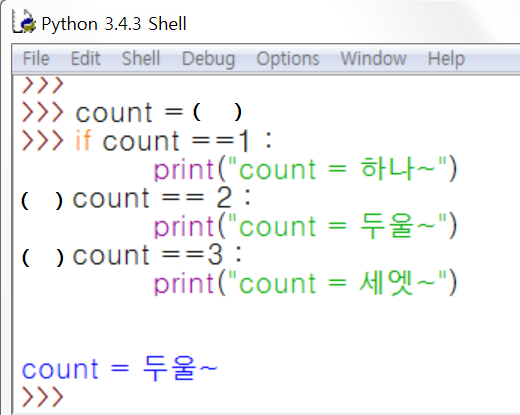 Python 3.4.3 Shell
File Edit Shell Debug Options Window Help
>>>
>>> count = ( )
>>> if count ==1 :
print("count = 하나~")
( ) count == 2 :
print("count = 두울~")
( ) count ==3 :
print("count = 세엣~")
count = 두울~
>>>